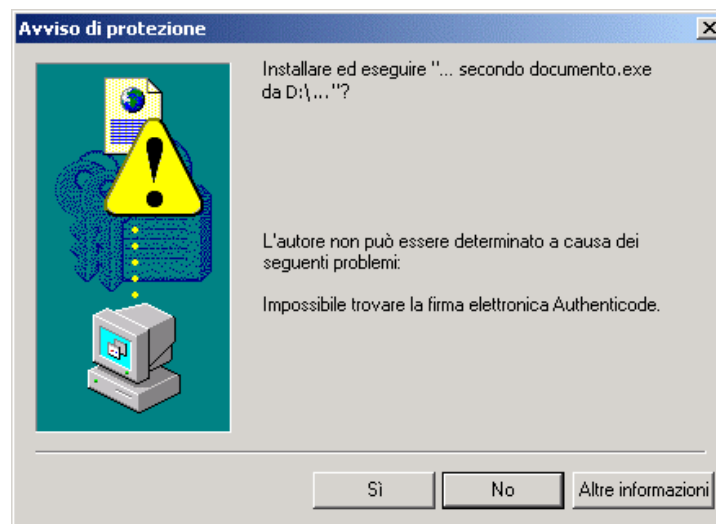 Avviso di protezione
Installare ed eseguire "... secondo documento.exe
da D:\..."?
L'autore non può essere determinato a causa dei
seguenti problemi:
Impossibile trovare la firma elettronica Authenticode.
Sì
No
Altre informazioni